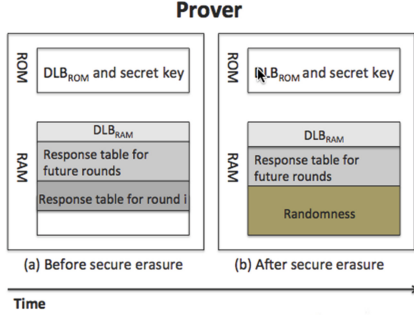 Prover
ROM
DLBROM and secret key
RAM
DLBRAM
Response table for
future rounds
Response table for round i
(a) Before secure erasure
ROM
DLBROM and secret key
RAM
DLBRAM
Response table for
future rounds
Randomness
(b) After secure erasure
Time